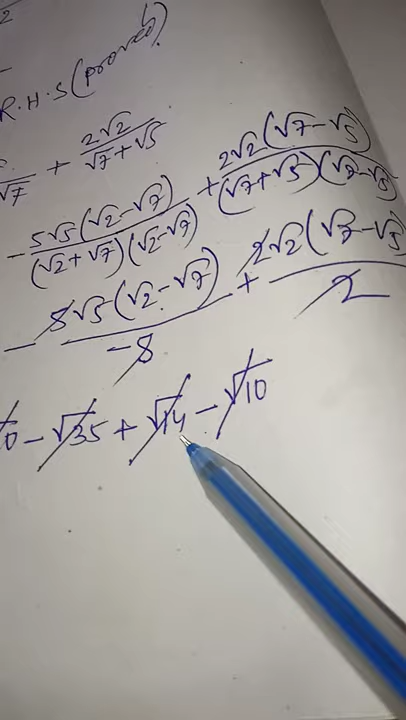 R.H.S (proved)
√7 + 2√2/(√7+√5)
- 5√5(√2-√7)/((√2+√7)(√2-√7)) + 2√2(√7-√5)/((√7+√5)(√7-√5))
- 5√5(√2-√7)/-5 + 2√2(√7-√5)/2
0 - √35 + √14 - √10